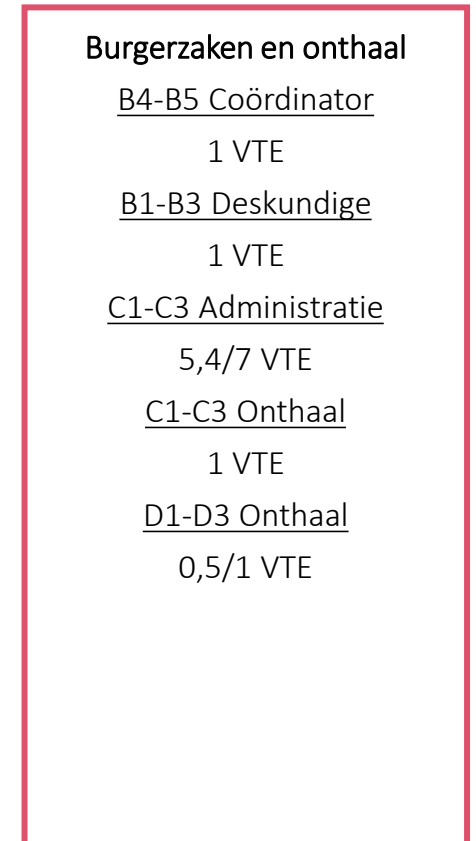 Burgerzaken en onthaal
B4-B5 Coördinator
1 VTE
B1-B3 Deskundige
1 VTE
C1-C3 Administratie
5,4/7 VTE
C1-C3 Onthaal
1 VTE
D1-D3 Onthaal
0,5/1 VTE